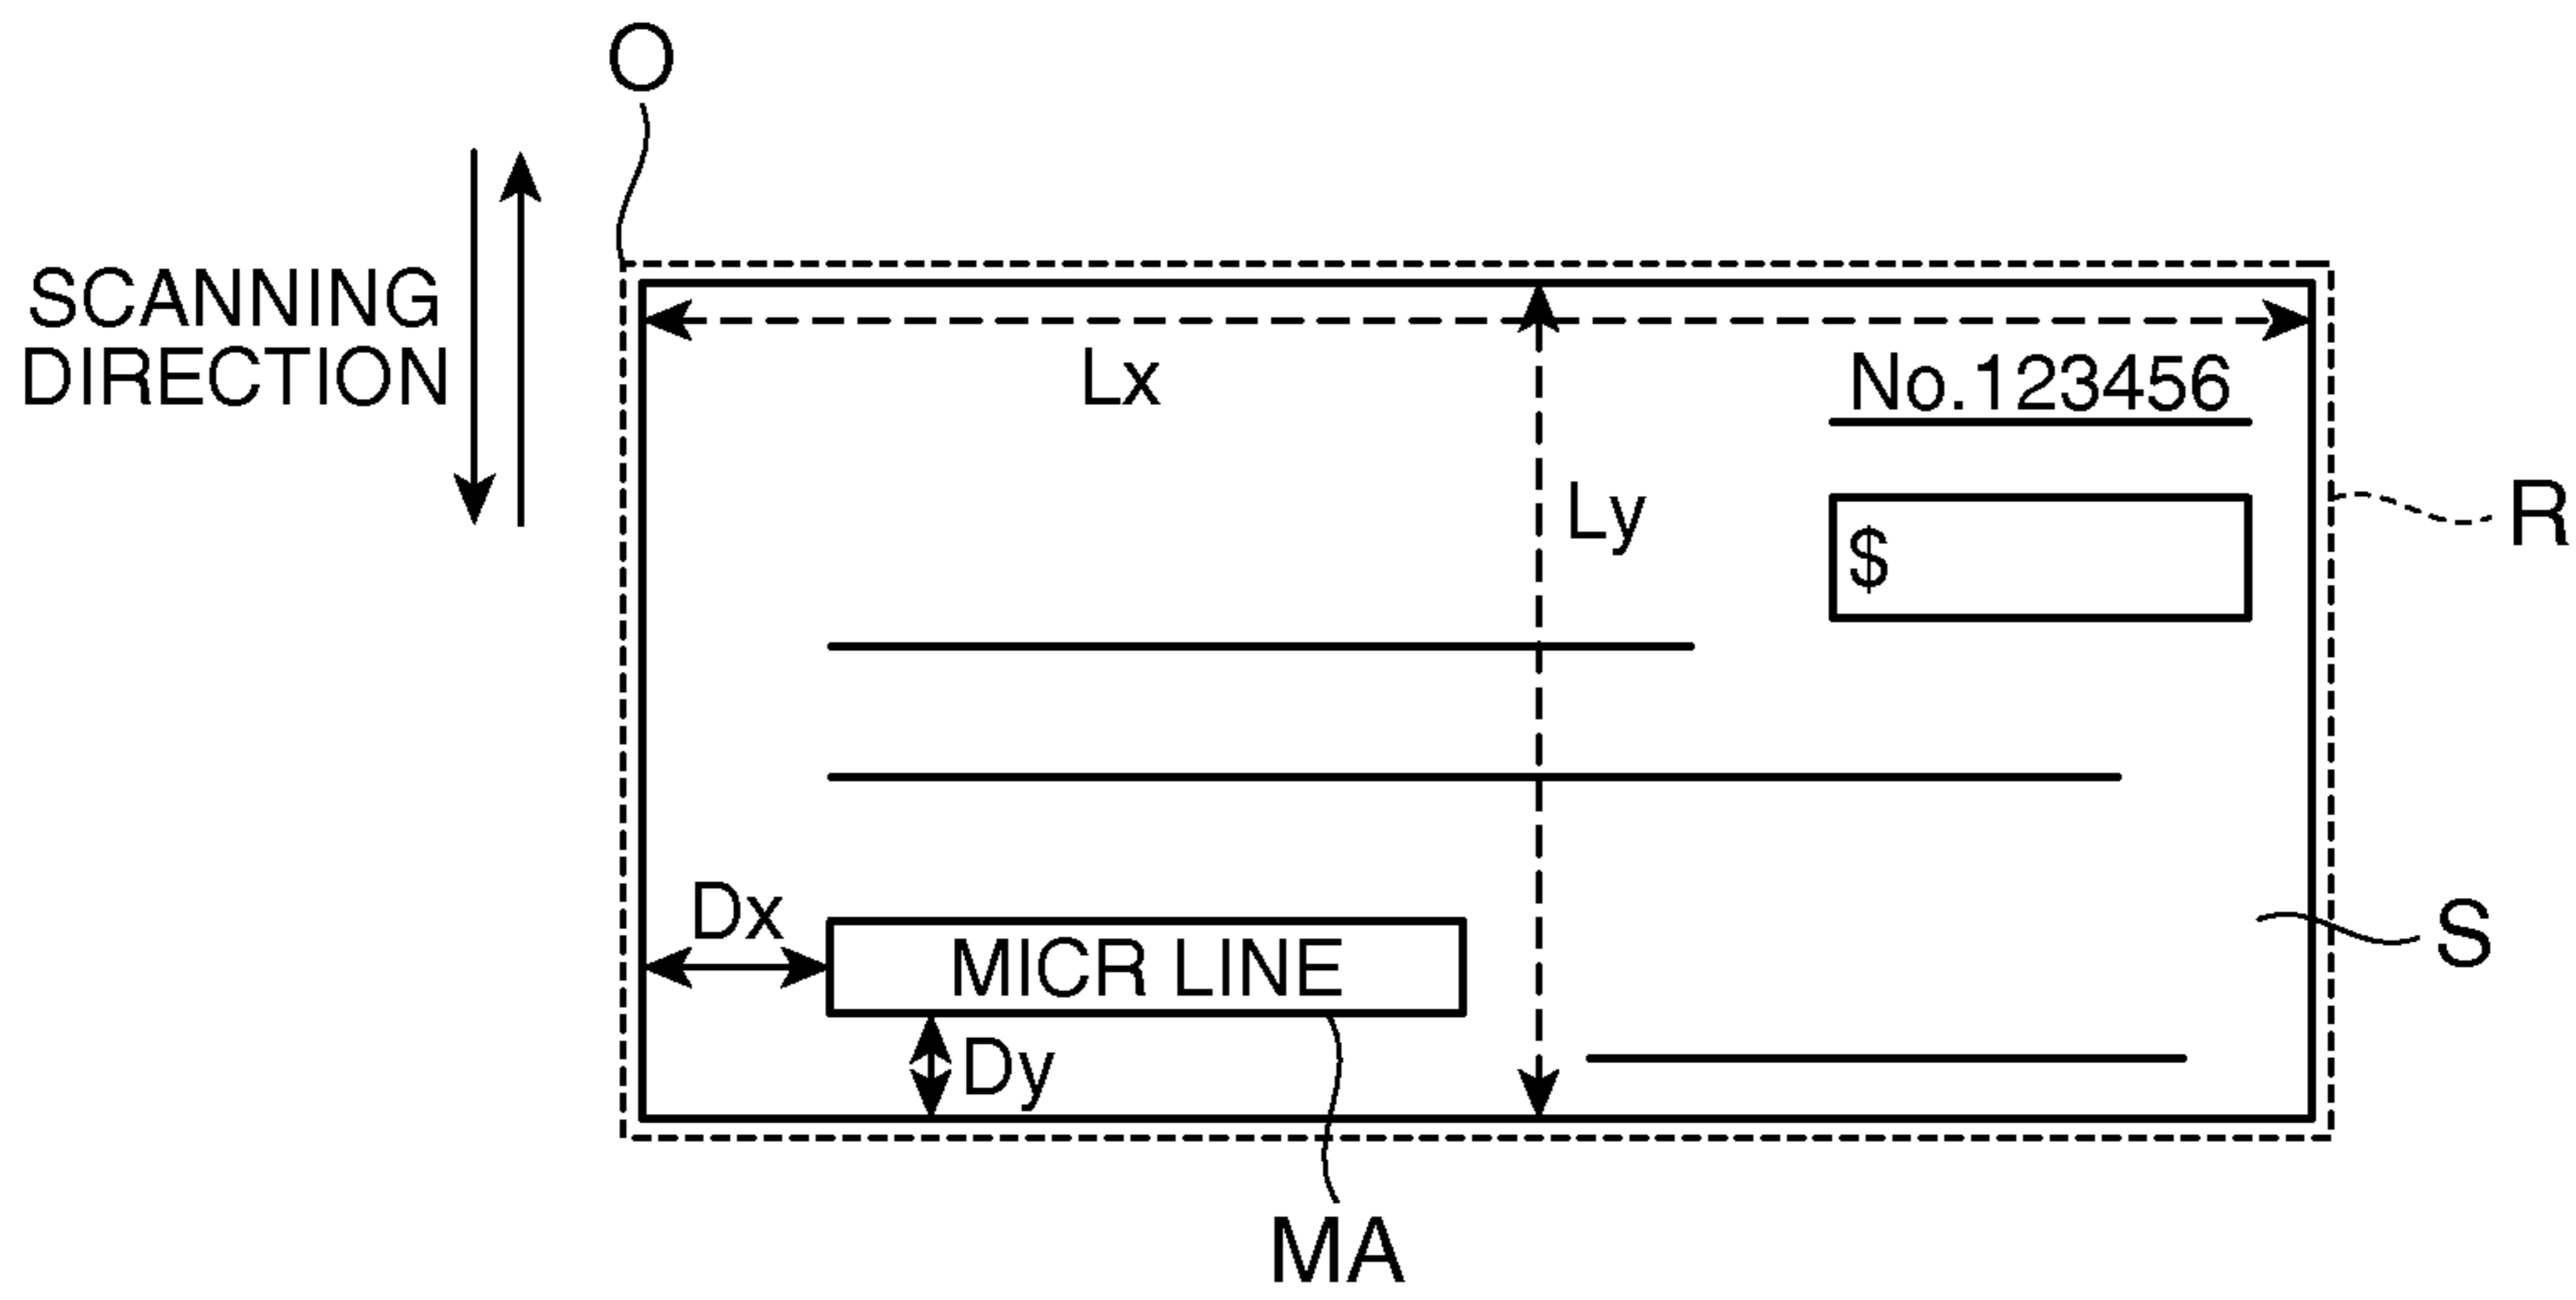 O
SCANNING
DIRECTION
Lx
No.123456
Ly
R
$
Dx
MICR LINE
S
Dy
MA